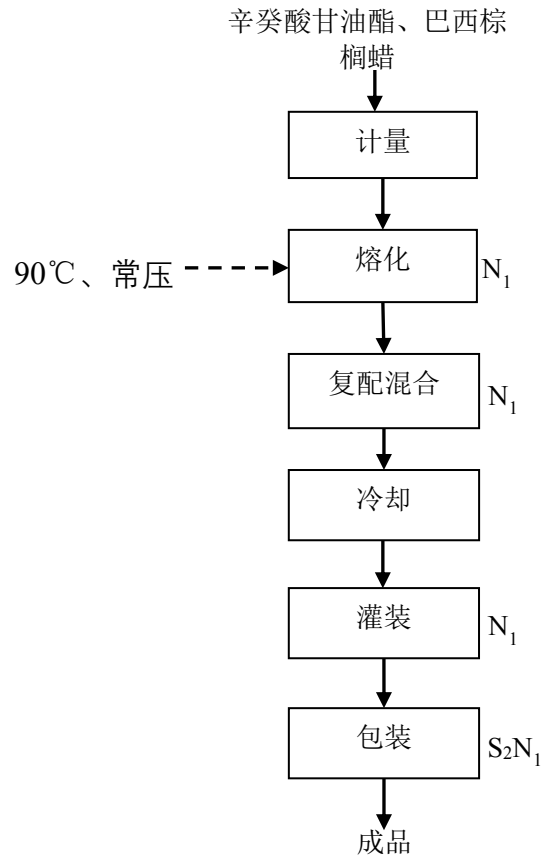 辛癸酸甘油酯、巴西棕
榈蜡
计量
90℃、常压
熔化
N₁
复配混合
N₁
冷却
灌装
N₁
包装
S₂N₁
成品